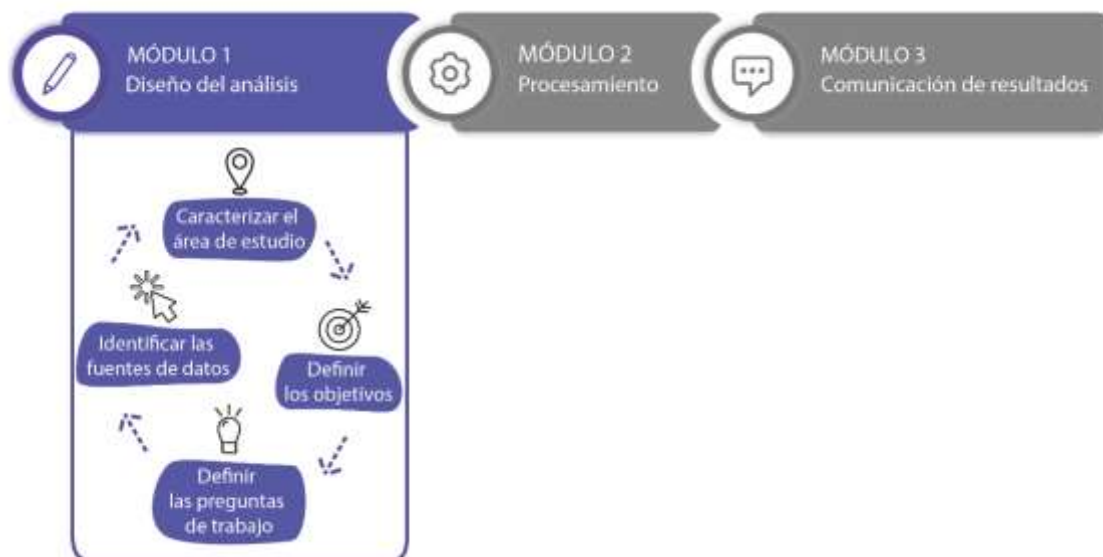 MÓDULO 1
Diseño del análisis
MÓDULO 2
Procesamiento
MÓDULO 3
Comunicación de resultados
Caracterizar el
área de estudio
Identificar las
fuentes de datos
Definir
los objetivos
Definir
las preguntas
de trabajo